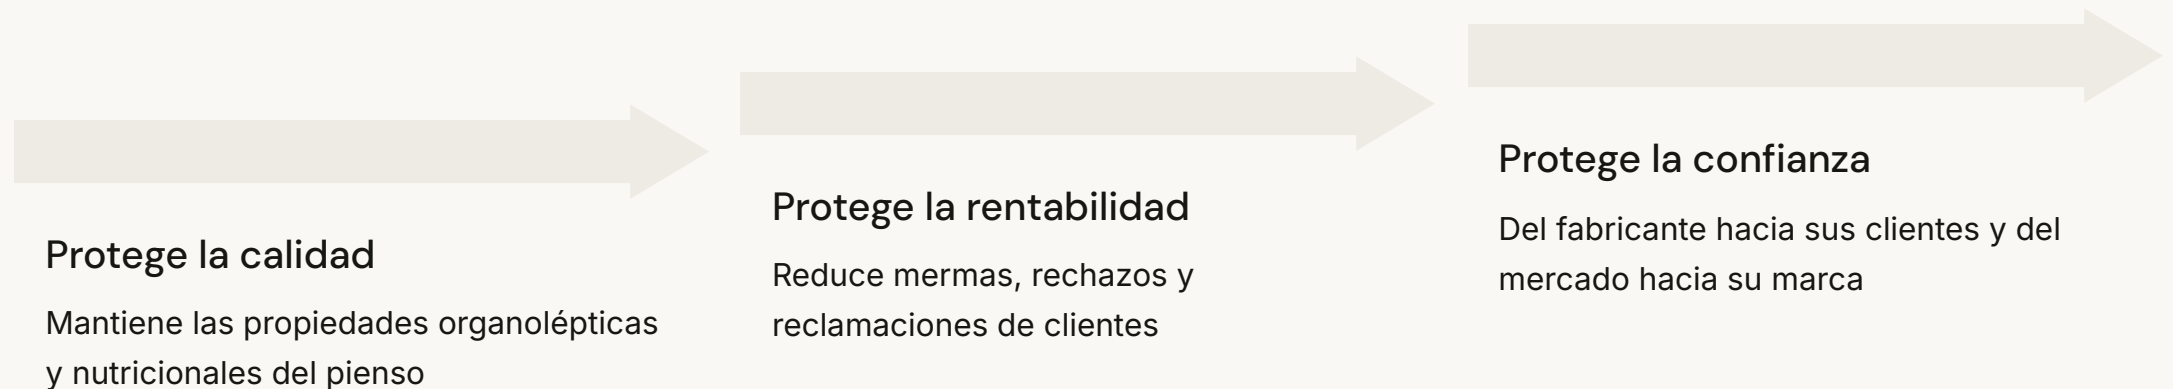 Protege la calidad
Mantiene las propiedades organolépticas
y nutricionales del pienso
Protege la rentabilidad
Reduce mermas, rechazos y
reclamaciones de clientes
Protege la confianza
Del fabricante hacia sus clientes y del
mercado hacia su marca